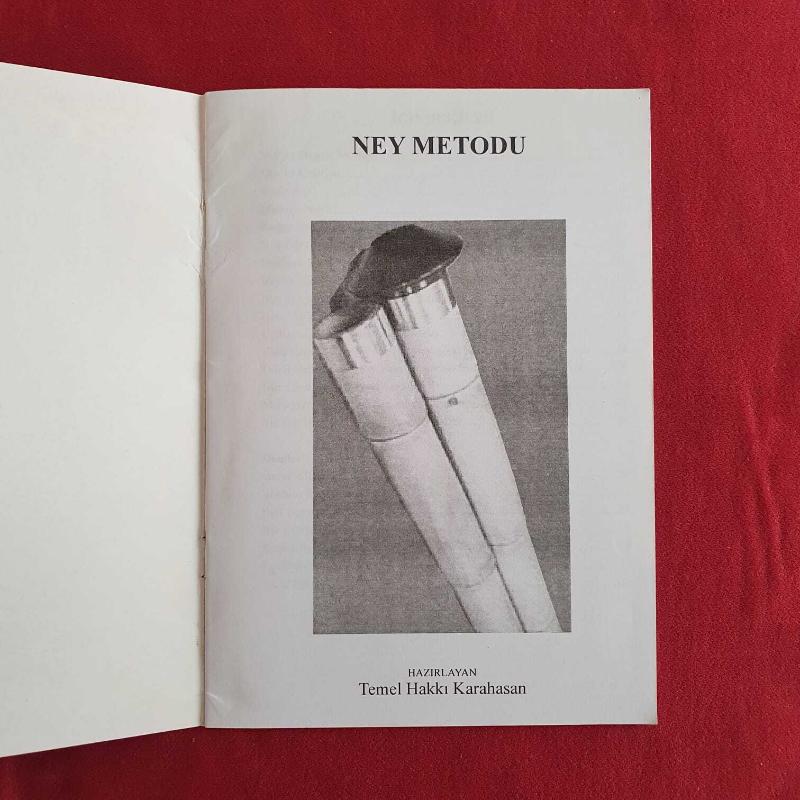 NEY METODU
HAZIRLAYAN
Temel Hakkı Karahasan